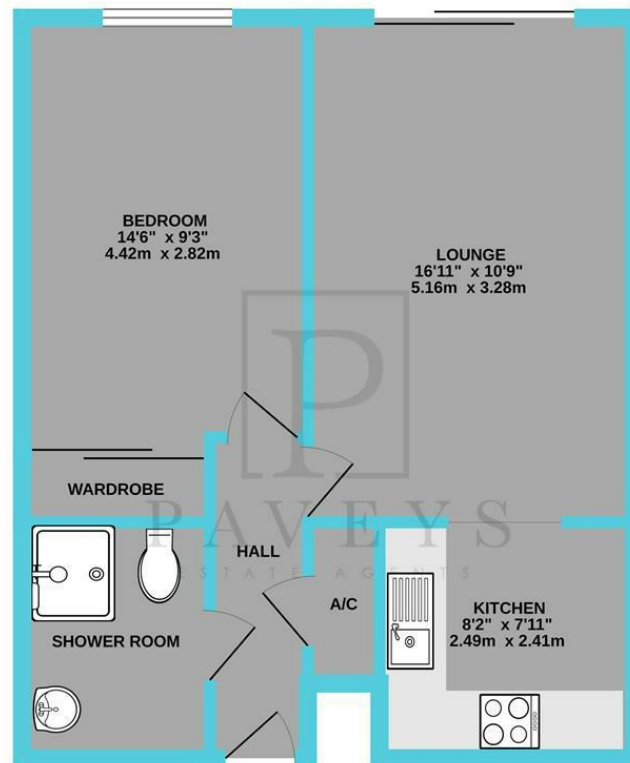 BEDROOM
14'6" x 9'3"
4.42m x 2.82m
LOUNGE
16'11" x 10'9"
5.16m x 3.28m
P
WARDROBE
PAVEYS
ESTATE AGENTS
HALL
A/C
KITCHEN
8'2" x 7'11"
2.49m x 2.41m
SHOWER ROOM